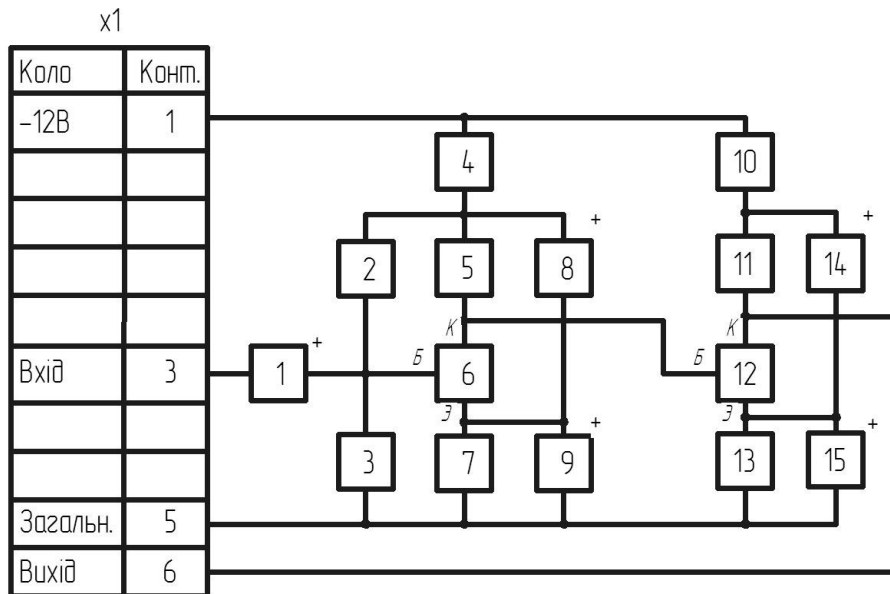 x1
Коло Конт.
-12В 1
4 10
+ +
2 5 8 11 14
К К
Вхід 3 1 + Б 6 Б 12
Э Э
+ +
3 7 9 13 15
Загальн. 5
Вихід 6